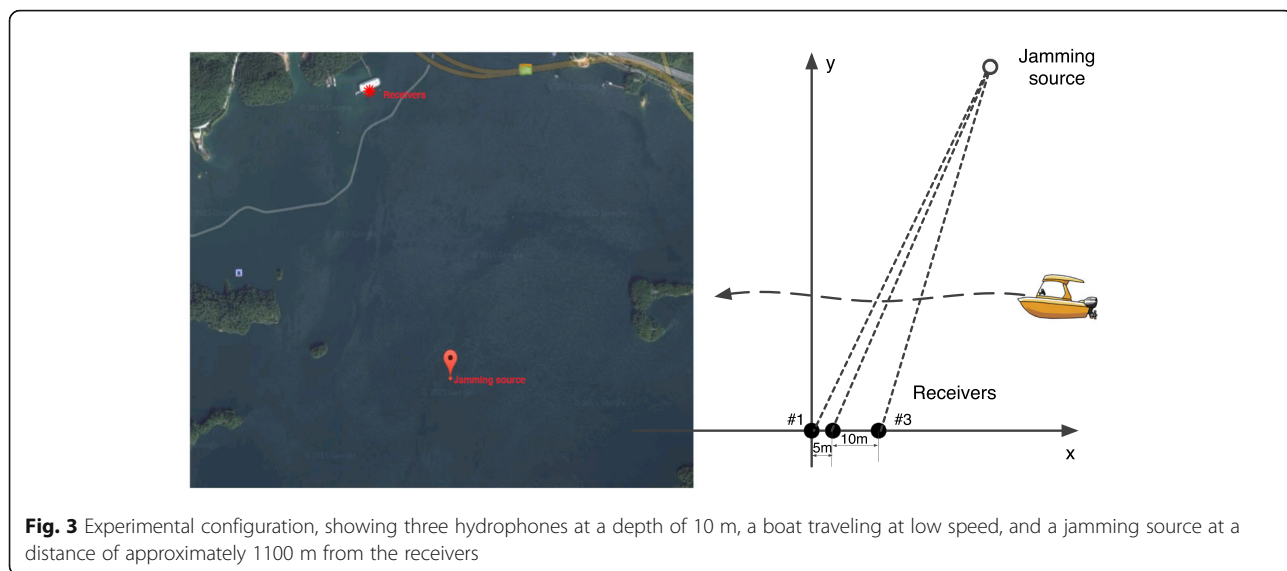 Receivers
Jamming source
y
Jamming
source
Receivers
#1
#3
5m
10m
x
Fig. 3 Experimental configuration, showing three hydrophones at a depth of 10 m, a boat traveling at low speed, and a jamming source at a
distance of approximately 1100 m from the receivers